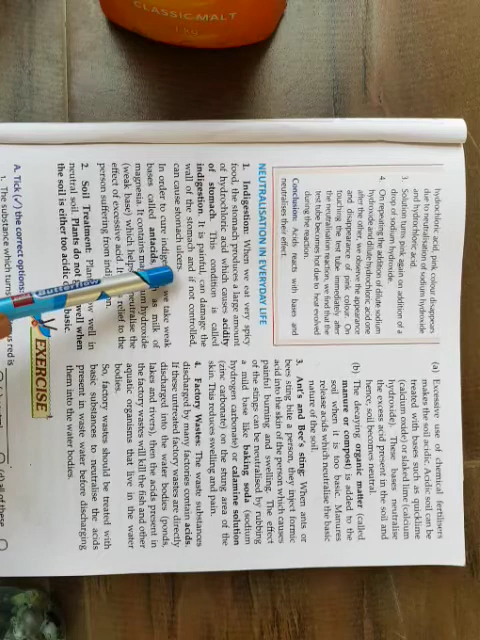 CLASSIC MALT
hydrochloric acid, pink colour disappears
due to neutralisation of sodium hydroxide
and hydrochloric acid.
3. Solution turns pink again on addition of a
drop of sodium hydroxide.
4. On repeating the addition of dilute sodium
hydroxide and dilute hydrochloric acid one
after the other, we observe the appearance
and disappearance of pink colour. On
touching the test tube immediately after
the neutralisation reaction, we find that the
test tube becomes hot due to heat evolved
during the reaction.
Conclusion: Acids reacts with bases and
neutralises their effect.
NEUTRALISATION IN EVERYDAY LIFE
1. Indigestion: When we eat very spicy
food, the stomach produces a large amount
of hydrochloric acid which causes acidity
of stomach. This condition is called
indigestion. It is painful, can damage the
wall of the stomach and if not controlled,
can cause stomach ulcers.
In order to cure we take weak
bases called antacids, as milk of
magnesia. It contains hydroxide
(weak base) which neutralise the
effect of excessive acid. relief to the
person suffering from
2. Soil Treatment: well in
neutral soil. Plants do not well when
the soil is either too acidic basic.
(a) Excessive use of chemical fertilisers
makes the soil acidic. Acidic soil can be
treated with bases such as quicklime
(calcium oxide) or slaked lime (calcium
hydroxide). These bases neutralise
the excess acid present in the soil and
hence, soil becomes neutral.
(b) The decaying organic matter (called
manure or compost) is added to the
soil when it is too basic. Manures
release acids which neutralise the basic
nature of the soil.
3. Ant's and Bee's sting: When ants or
bees sting bite a person, they inject formic
acid into the skin of the person which causes
painful burning and swelling. The effect
of the stings can be neutralised by rubbing
a mild base like baking soda (sodium
hydrogen carbonate) or calamine solution
(zinc carbonate) on the stung area of the
skin. This reduces swelling and pain.
4. Factory Wastes: The waste substances
discharged by many factories contain acids.
If these untreated factory wastes are directly
discharged into the water bodies (ponds,
lakes and rivers), then the acids present in
the factory wastes will kill the fish and other
aquatic organisms that live in the water
bodies.
So, factory wastes should be treated with
basic substances to neutralise the acids
present in waste water before discharging
them into the water bodies.
EXERCISE
A. Tick (✓) the correct options:
1. The substance which turns red is
Butterflow